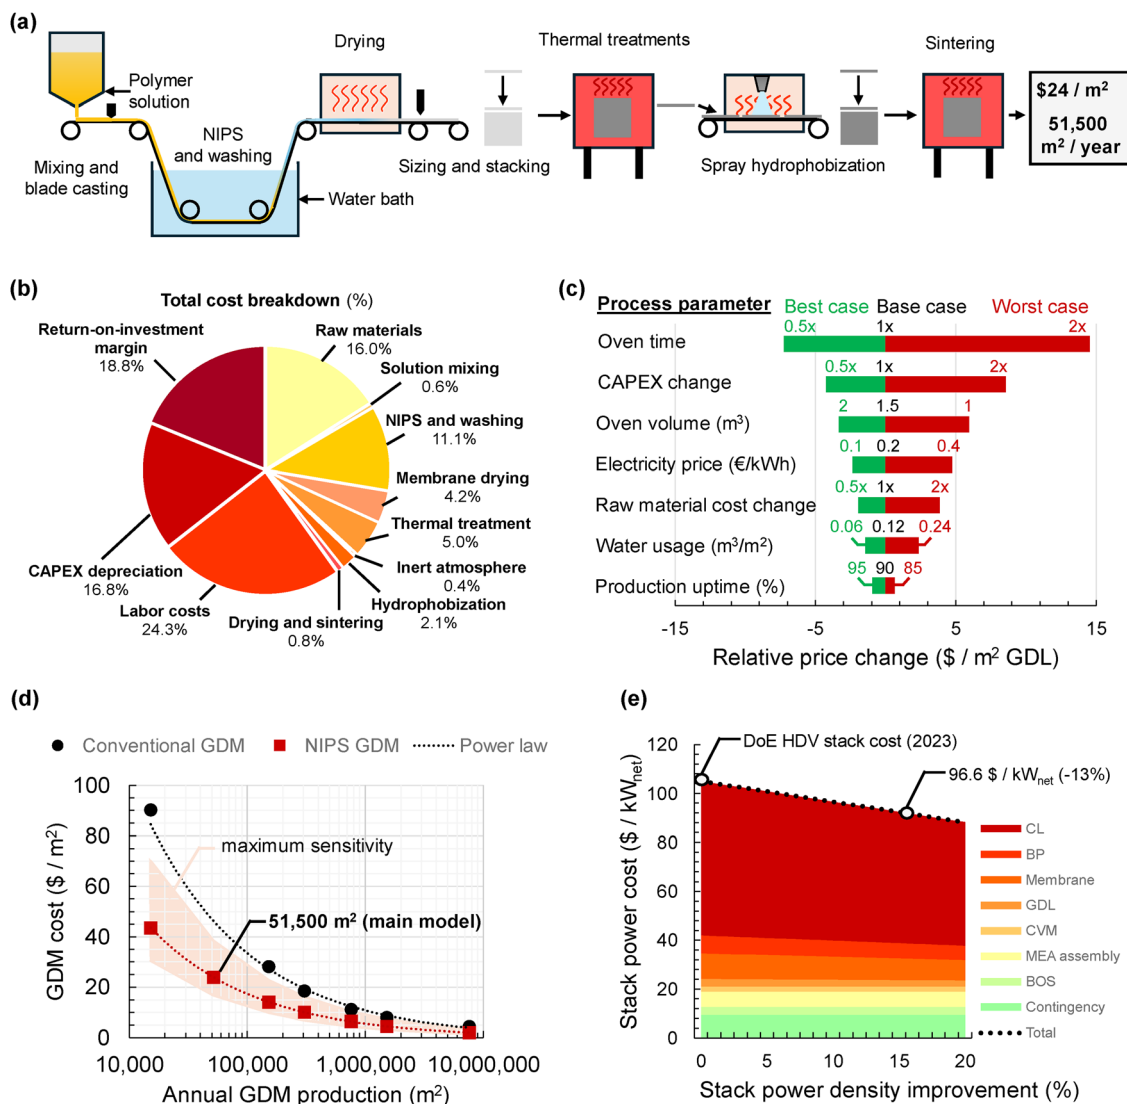 (a)
Polymer
solution
Mixing and
blade casting
NIPS
and washing
Water bath
Drying
Sizing and stacking
Thermal treatments
Spray hydrophobization
Sintering
$24 / m²
51,500
m² / year
(b)
Total cost breakdown (%)
Return-on-investment
margin
18.8%
Raw materials
16.0%
Solution mixing
0.6%
NIPS and washing
11.1%
Membrane drying
4.2%
Thermal treatment
5.0%
Inert atmosphere
0.4%
Hydrophobization
2.1%
Drying and sintering
0.8%
Labor costs
24.3%
CAPEX depreciation
16.8%
(c)
Process parameter Best case Base case Worst case
Oven time 0.5x 1x 2x
CAPEX change 0.5x 1x 2x
Oven volume (m³) 2 1.5 1
Electricity price (€/kWh) 0.1 0.2 0.4
Raw material cost change 0.5x 1x 2x
Water usage (m³/m²) 0.06 0.12 0.24
Production uptime (%) 95 90 85
-15 -5 5 15
Relative price change ($ / m² GDL)
(d)
Conventional GDM NIPS GDM Power law
GDM cost ($ / m²)
100
80
60
40
20
0
maximum sensitivity
51,500 m² (main model)
10,000 100,000 1,000,000 10,000,000
Annual GDM production (m²)
(e)
Stack power cost ($ / kWnet)
120
100
80
60
40
20
0
DoE HDV stack cost (2023)
96.6 $ / kWnet (-13%)
CL
BP
Membrane
GDL
CVM
MEA assembly
BOS
Contingency
Total
0 5 10 15 20
Stack power density improvement (%)